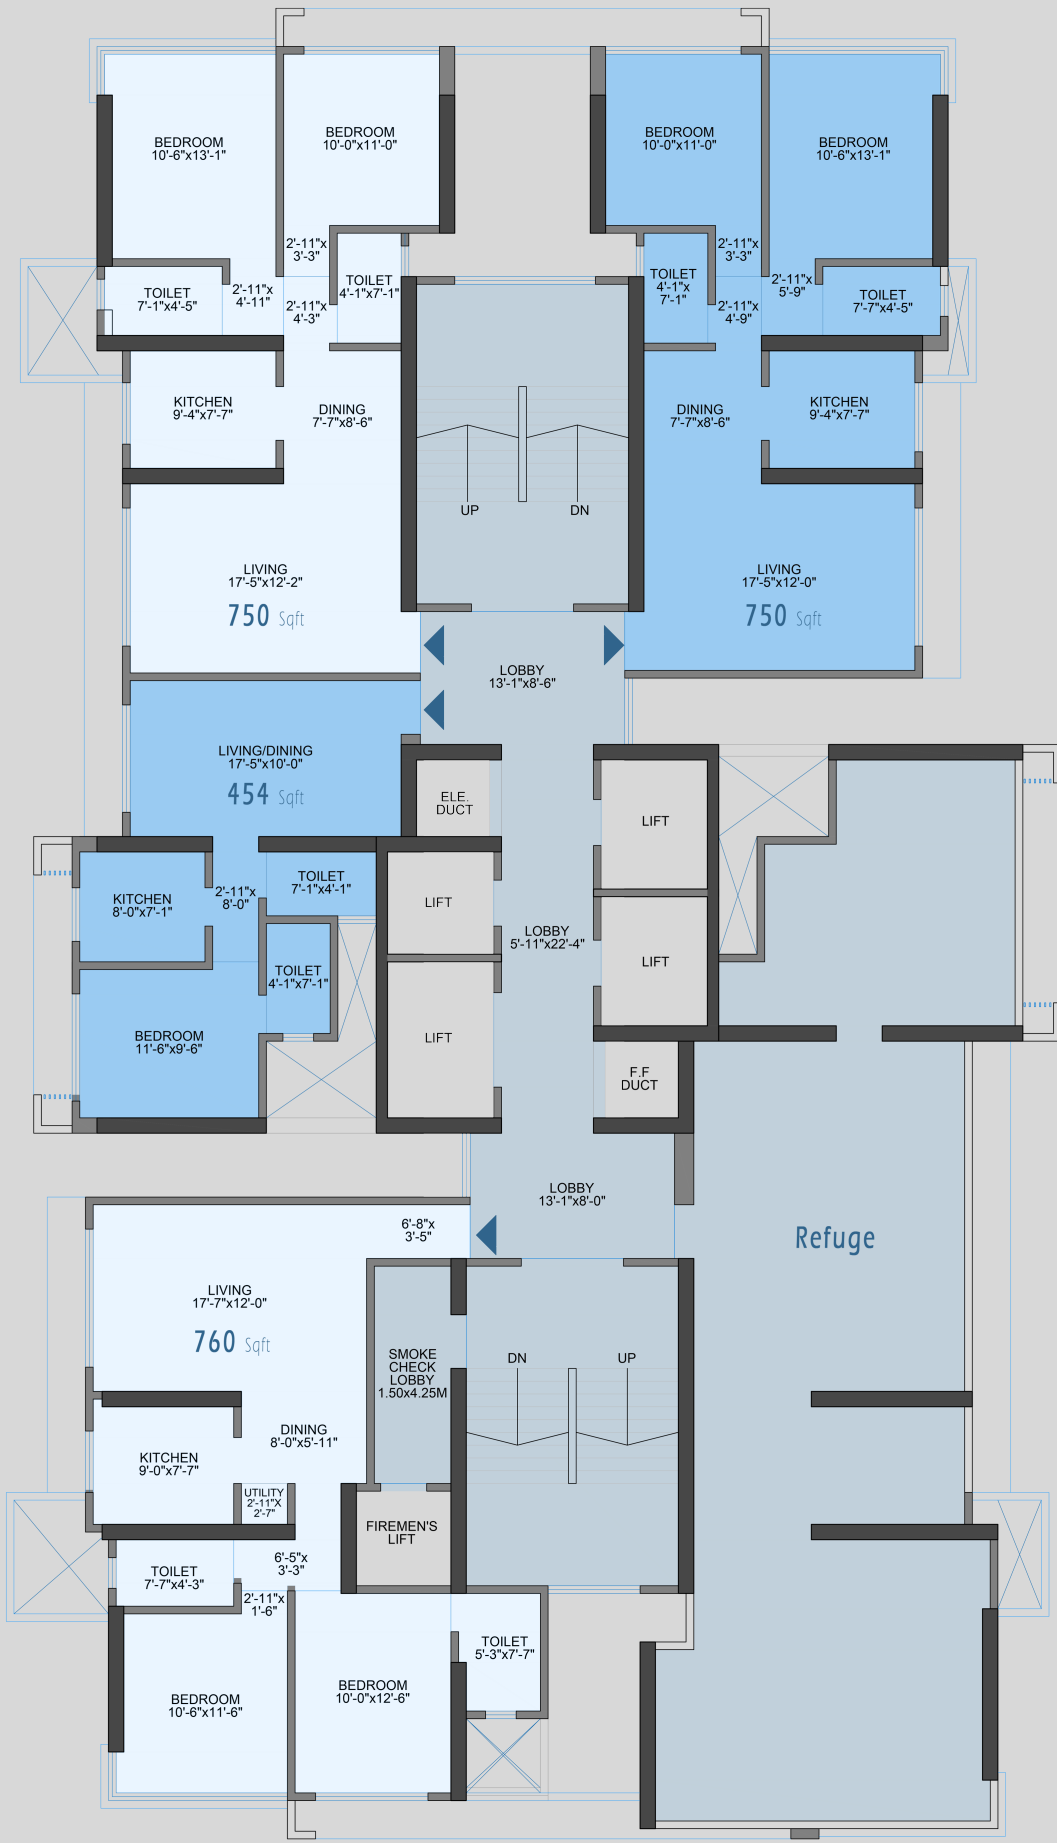 BEDROOM
10'-6"x13'-1"
BEDROOM
10'-0"x11'-0"
BEDROOM
10'-0"x11'-0"
BEDROOM
10'-6"x13'-1"
2'-11"x
3'-3"
TOILET
4'-1"x7'-1"
TOILET
7'-1"x4'-5"
2'-11"x
4'-11"
2'-11"x
4'-3"
2'-11"x
3'-3"
TOILET
4'-1"x
7'-1"
2'-11"x
4'-9"
2'-11"x
5'-9"
TOILET
7'-7"x4'-5"
KITCHEN
9'-4"x7'-7"
DINING
7'-7"x8'-6"
DINING
7'-7"x8'-6"
KITCHEN
9'-4"x7'-7"
UP
DN
LIVING
17'-5"x12'-2"
750 Sqft
LIVING
17'-5"x12'-0"
750 Sqft
LOBBY
13'-1"x8'-6"
LIVING/DINING
17'-5"x10'-0"
454 Sqft
ELE.
DUCT
LIFT
KITCHEN
8'-0"x7'-1"
2'-11"x
8'-0"
TOILET
7'-1"x4'-1"
LIFT
LOBBY
5'-11"x22'-4"
LIFT
TOILET
4'-1"x7'-1"
BEDROOM
11'-6"x9'-6"
LIFT
F.F
DUCT
LOBBY
13'-1"x8'-0"
6'-8"x
3'-5"
Refuge
LIVING
17'-7"x12'-0"
760 Sqft
SMOKE
CHECK
LOBBY
1.50x4.25M
DN
UP
DINING
8'-0"x5'-11"
KITCHEN
9'-0"x7'-7"
UTILITY
2'-11"X
2'-7"
FIREMEN'S
LIFT
TOILET
7'-7"x4'-3"
6'-5"x
3'-3"
2'-11"x
1'-6"
TOILET
5'-3"x7'-7"
BEDROOM
10'-6"x11'-6"
BEDROOM
10'-0"x12'-6"